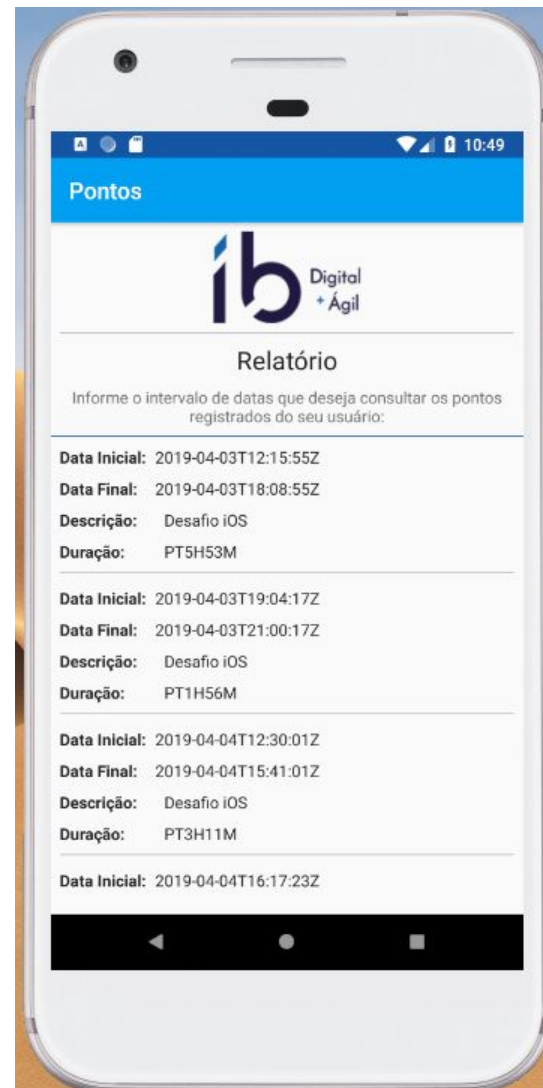 10:49
Pontos
ib Digital
+ Ágil
Relatório
Informe o intervalo de datas que deseja consultar os pontos
registrados do seu usuário:
Data Inicial: 2019-04-03T12:15:55Z
Data Final: 2019-04-03T18:08:55Z
Descrição: Desafio iOS
Duração: PT5H53M
Data Inicial: 2019-04-03T19:04:17Z
Data Final: 2019-04-03T21:00:17Z
Descrição: Desafio iOS
Duração: PT1H56M
Data Inicial: 2019-04-04T12:30:01Z
Data Final: 2019-04-04T15:41:01Z
Descrição: Desafio iOS
Duração: PT3H11M
Data Inicial: 2019-04-04T16:17:23Z